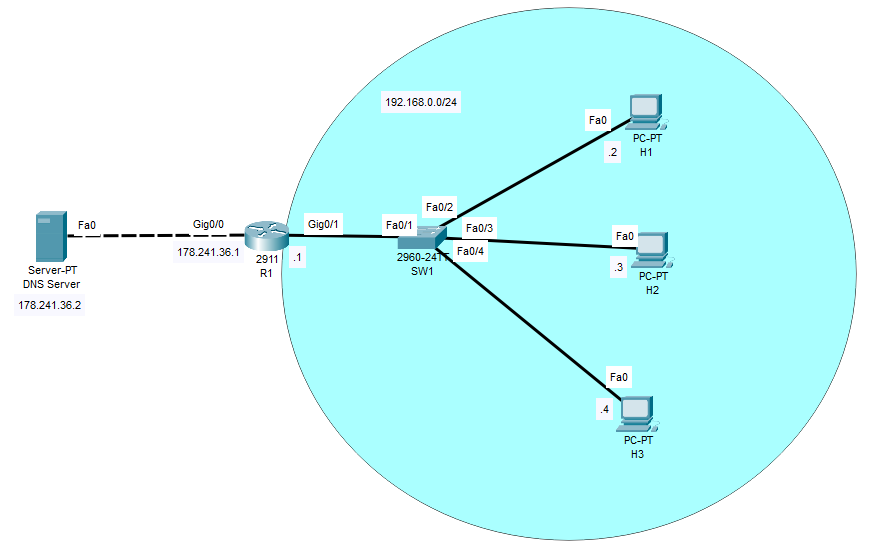 192.168.0.0/24
Fa0
.2
PC-PT
H1
Fa0
Gig0/0
178.241.36.1
Server-PT
DNS Server
178.241.36.2
2911
R1
Gig0/1
.1
Fa0/1
Fa0/2
Fa0/3
Fa0/4
2960-24TT
SW1
Fa0
.3
PC-PT
H2
Fa0
.4
PC-PT
H3